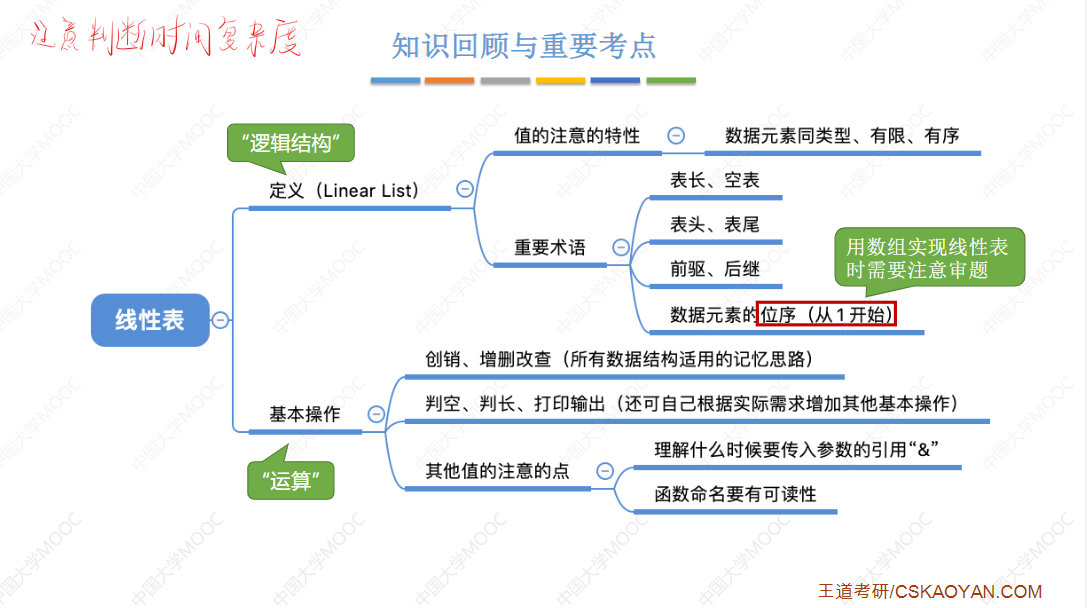 注意判断时间复杂度
知识回顾与重要考点
“逻辑结构”
值的注意的特性
数据元素同类型、有限、有序
定义（Linear List）
表长、空表
表头、表尾
重要术语
用数组实现线性表
时需要注意审题
前驱、后继
数据元素的位序（从1开始）
线性表
创销、增删改查（所有数据结构适用的记忆思路）
基本操作
判空、判长、打印输出（还可自己根据实际需求增加其他基本操作）
其他值的注意的点
理解什么时候要传入参数的引用“&”
“运算”
函数命名要有可读性
王道考研/CSKAOYAN.COM
中国大学MOOC